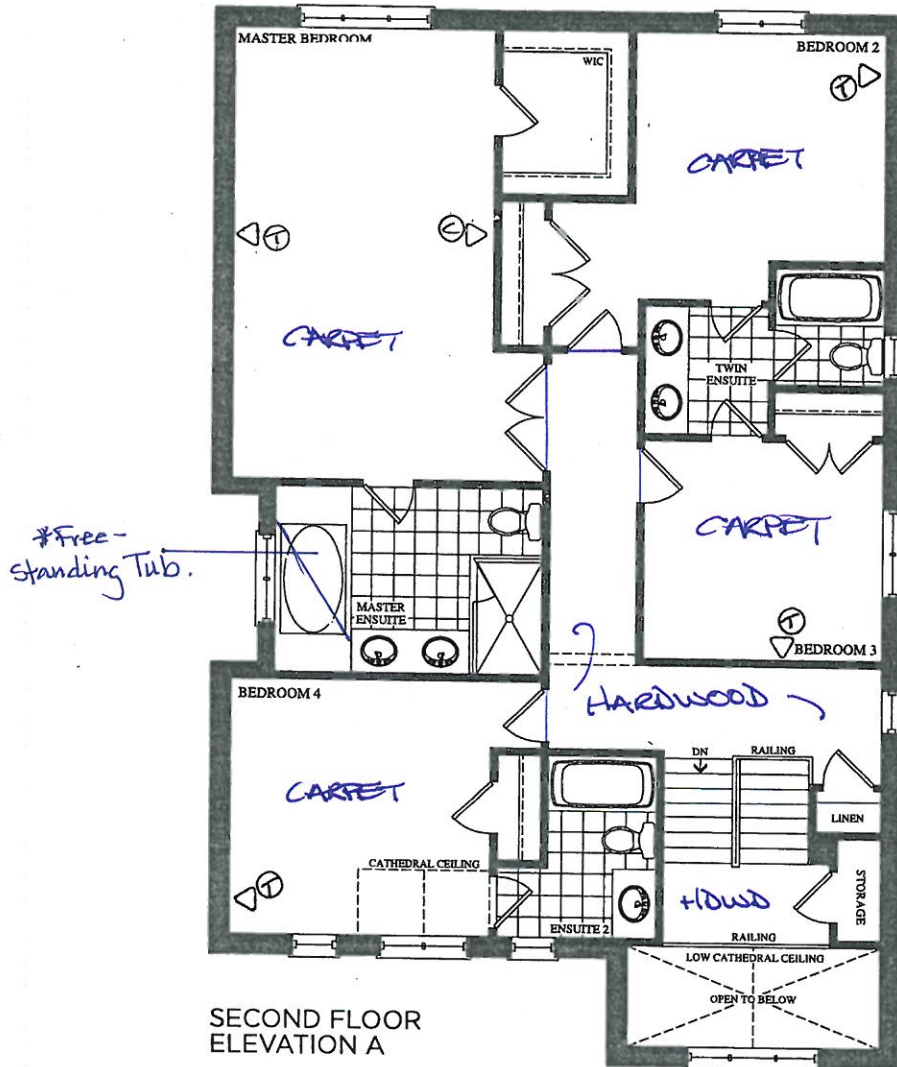 MASTER BEDROOM
WIC
BEDROOM 2
T
CARPET
T
C
CARPET
TWIN
ENSUITE
CARPET
*Free-
standing Tub.
MASTER
ENSUITE
T
BEDROOM 3
BEDROOM 4
HARDWOOD
DN
RAILING
CARPET
LINEN
CATHEDRAL CEILING
T
HDWD
STORAGE
ENSUITE 2
RAILING
LOW CATHEDRAL CEILING
OPEN TO BELOW
SECOND FLOOR
ELEVATION A